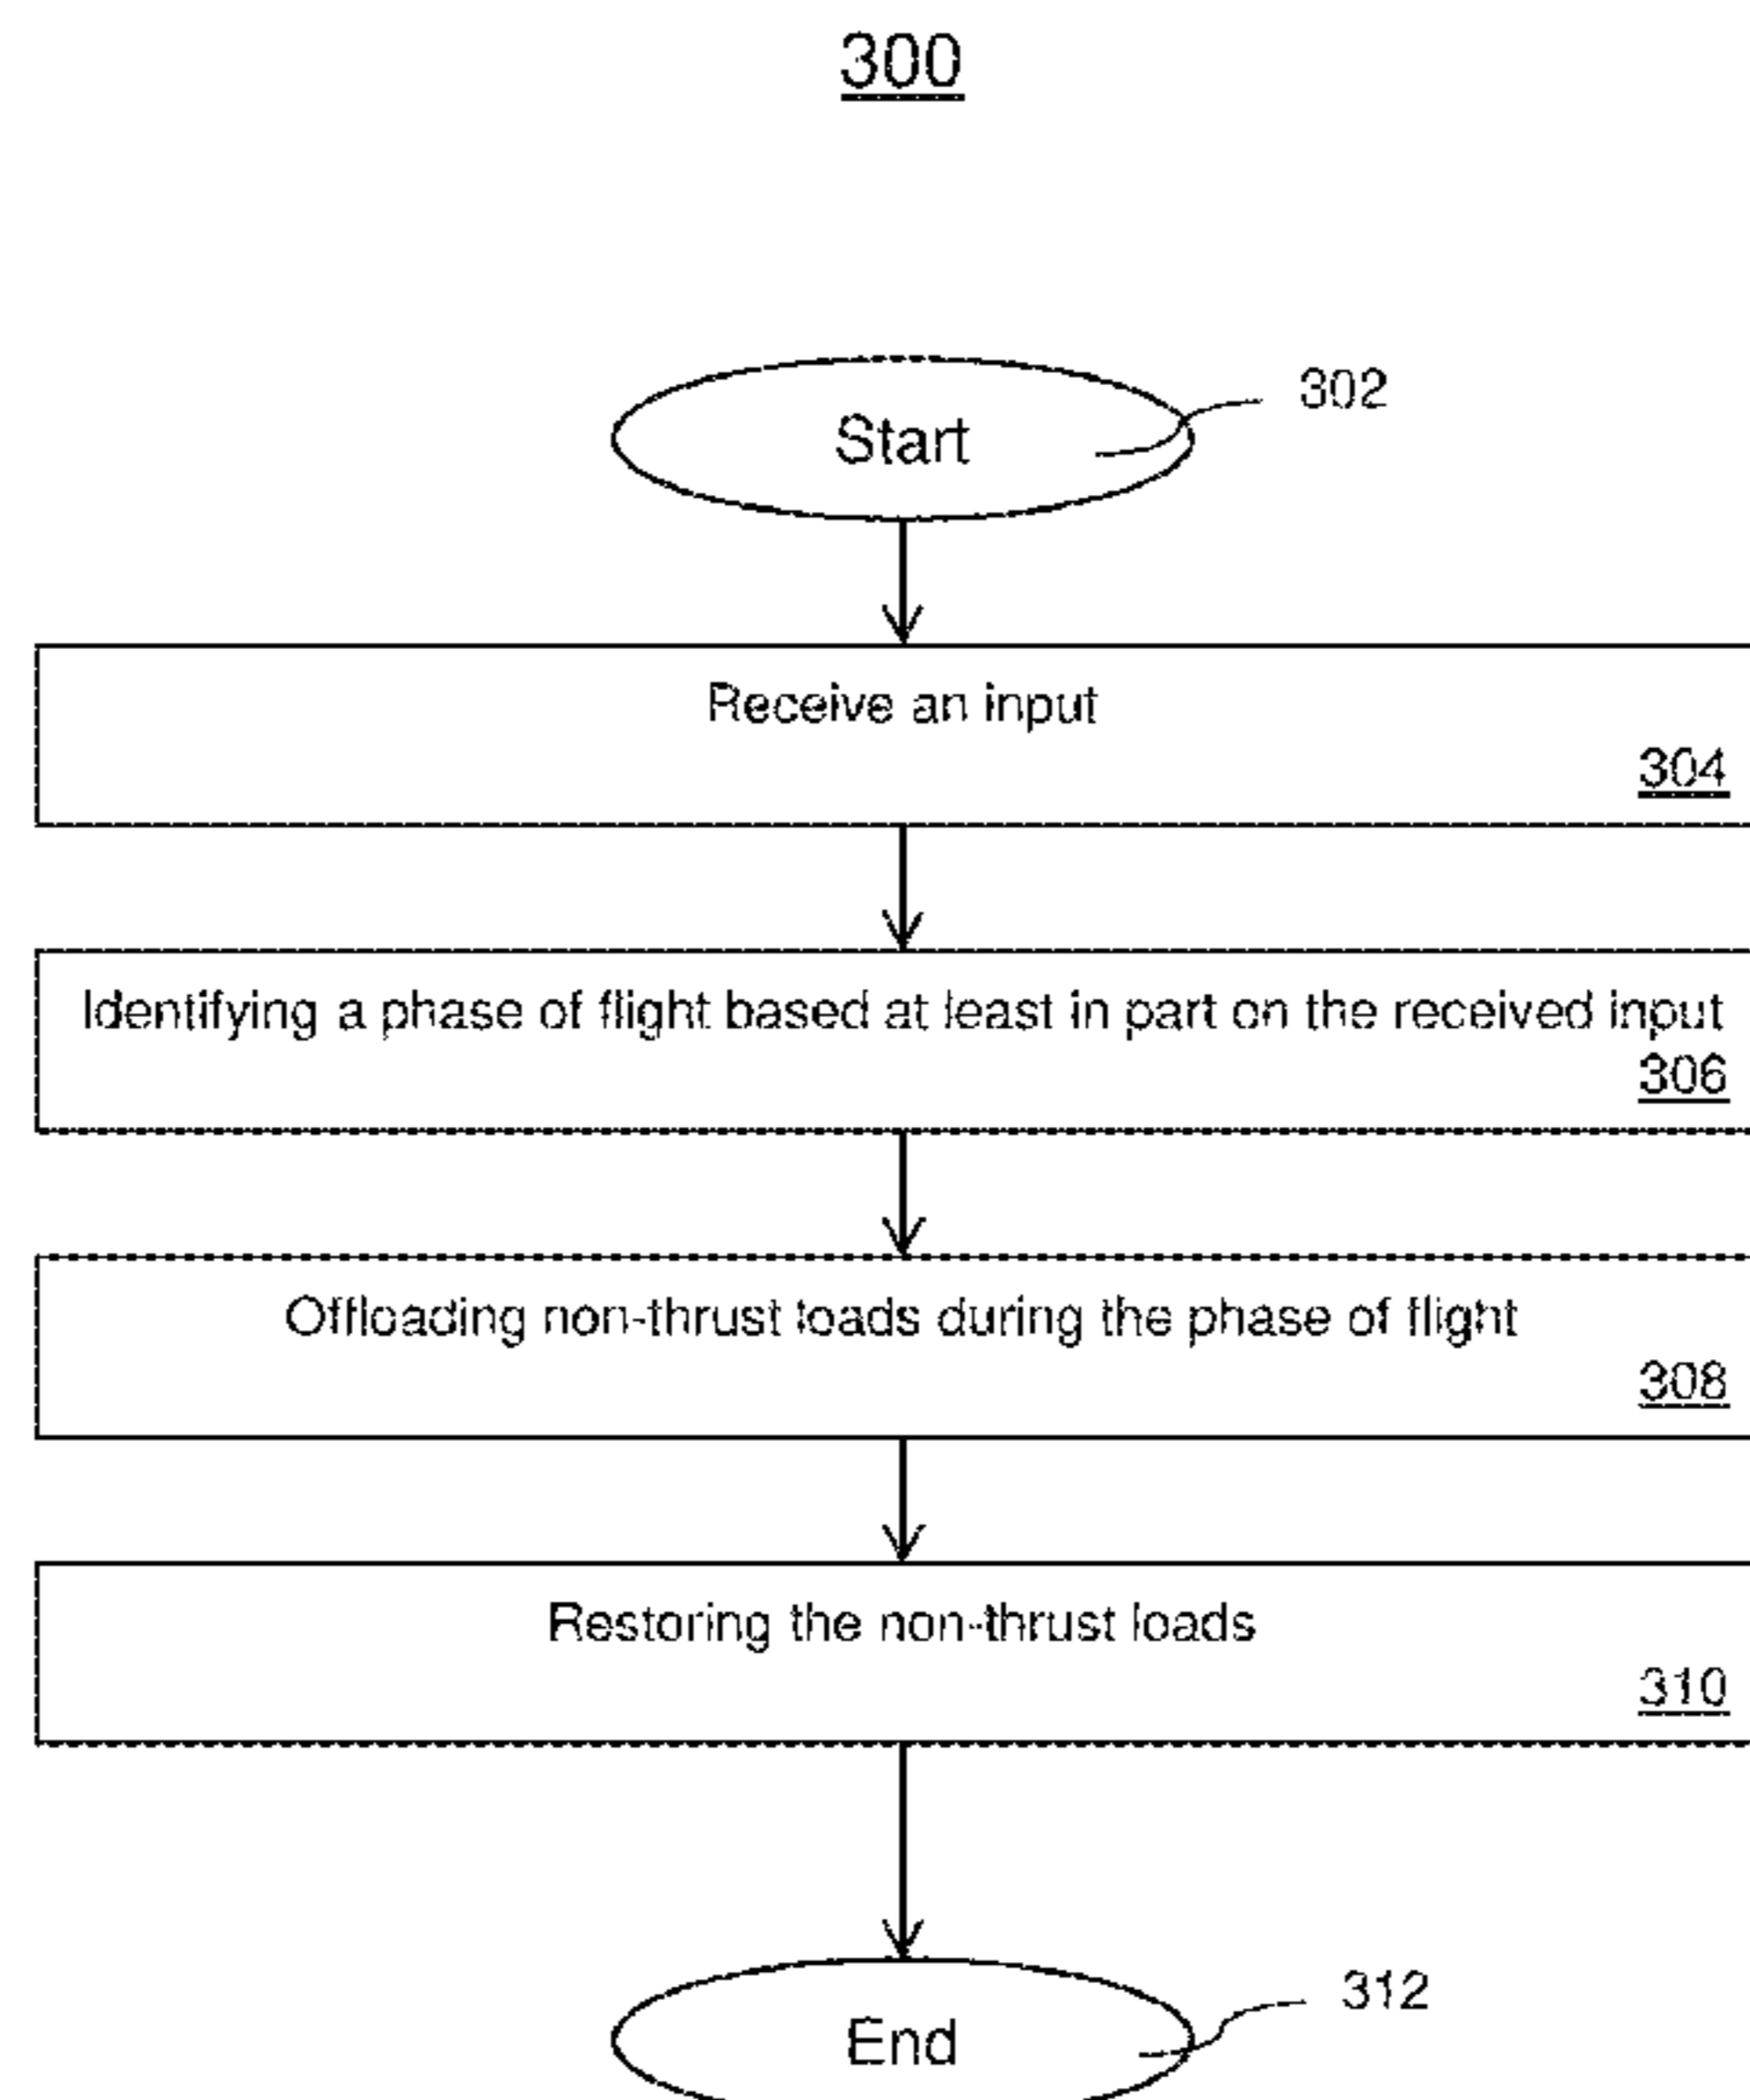 300
Start
302
Receive an input
304
Identifying a phase of flight based at least in part on the received input
306
Offloading non-thrust loads during the phase of flight
308
Restoring the non-thrust loads
310
End
312